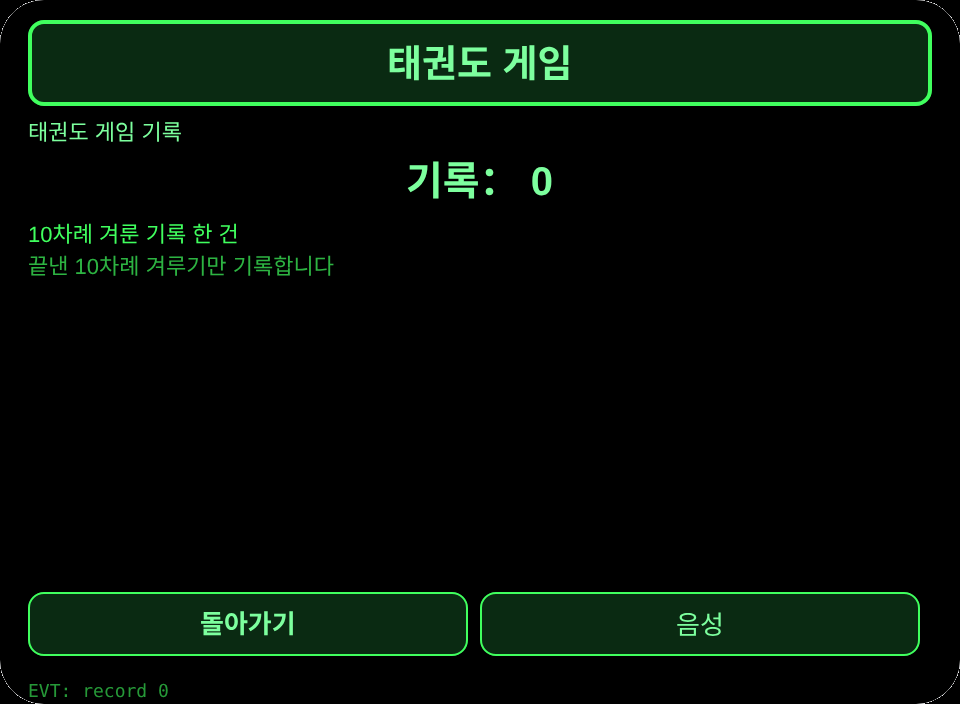 태권도 게임
태권도 게임 기록
기록: 0
10차례 겨룬 기록 한 건
끝낸 10차례 겨루기만 기록합니다
돌아가기
음성
EVT: record 0